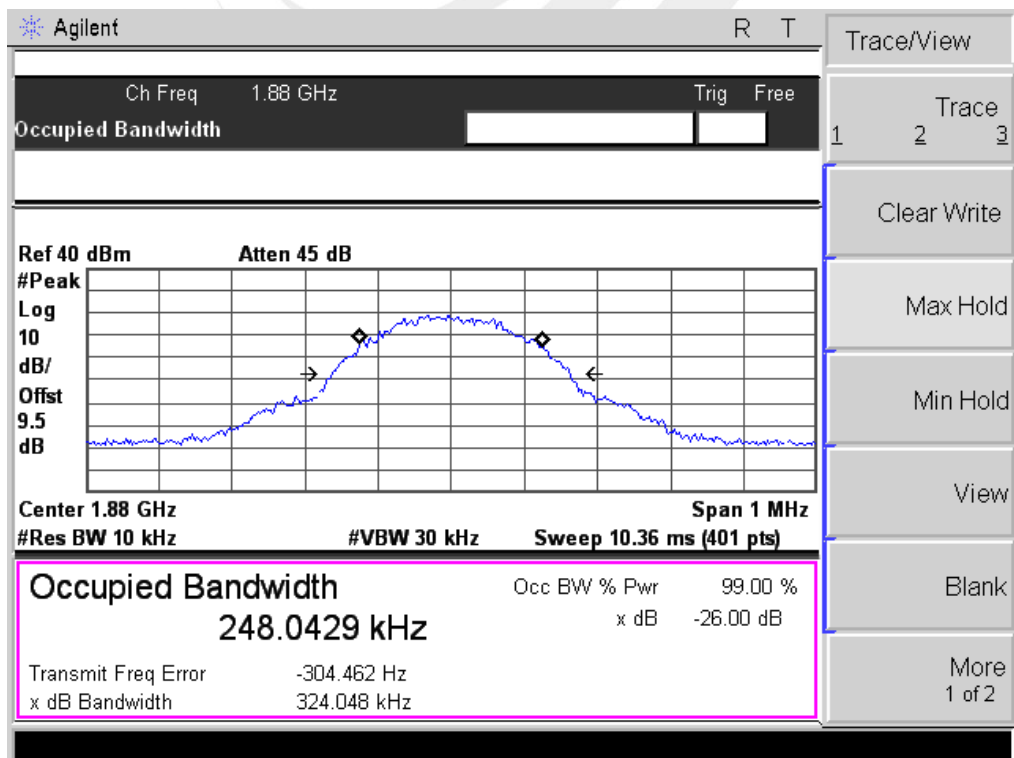 Agilent R T
Trace/View
Ch Freq 1.88 GHz Trig Free
Occupied Bandwidth
Trace
1 2 3
Clear Write
Ref 40 dBm Atten 45 dB
#Peak
Log
10
dB/
Offst
9.5
dB
Max Hold
Min Hold
Center 1.88 GHz Span 1 MHz
#Res BW 10 kHz #VBW 30 kHz Sweep 10.36 ms (401 pts)
View
Occupied Bandwidth
248.0429 kHz
Occ BW % Pwr 99.00 %
x dB -26.00 dB
Transmit Freq Error -304.462 Hz
x dB Bandwidth 324.048 kHz
Blank
More
1 of 2